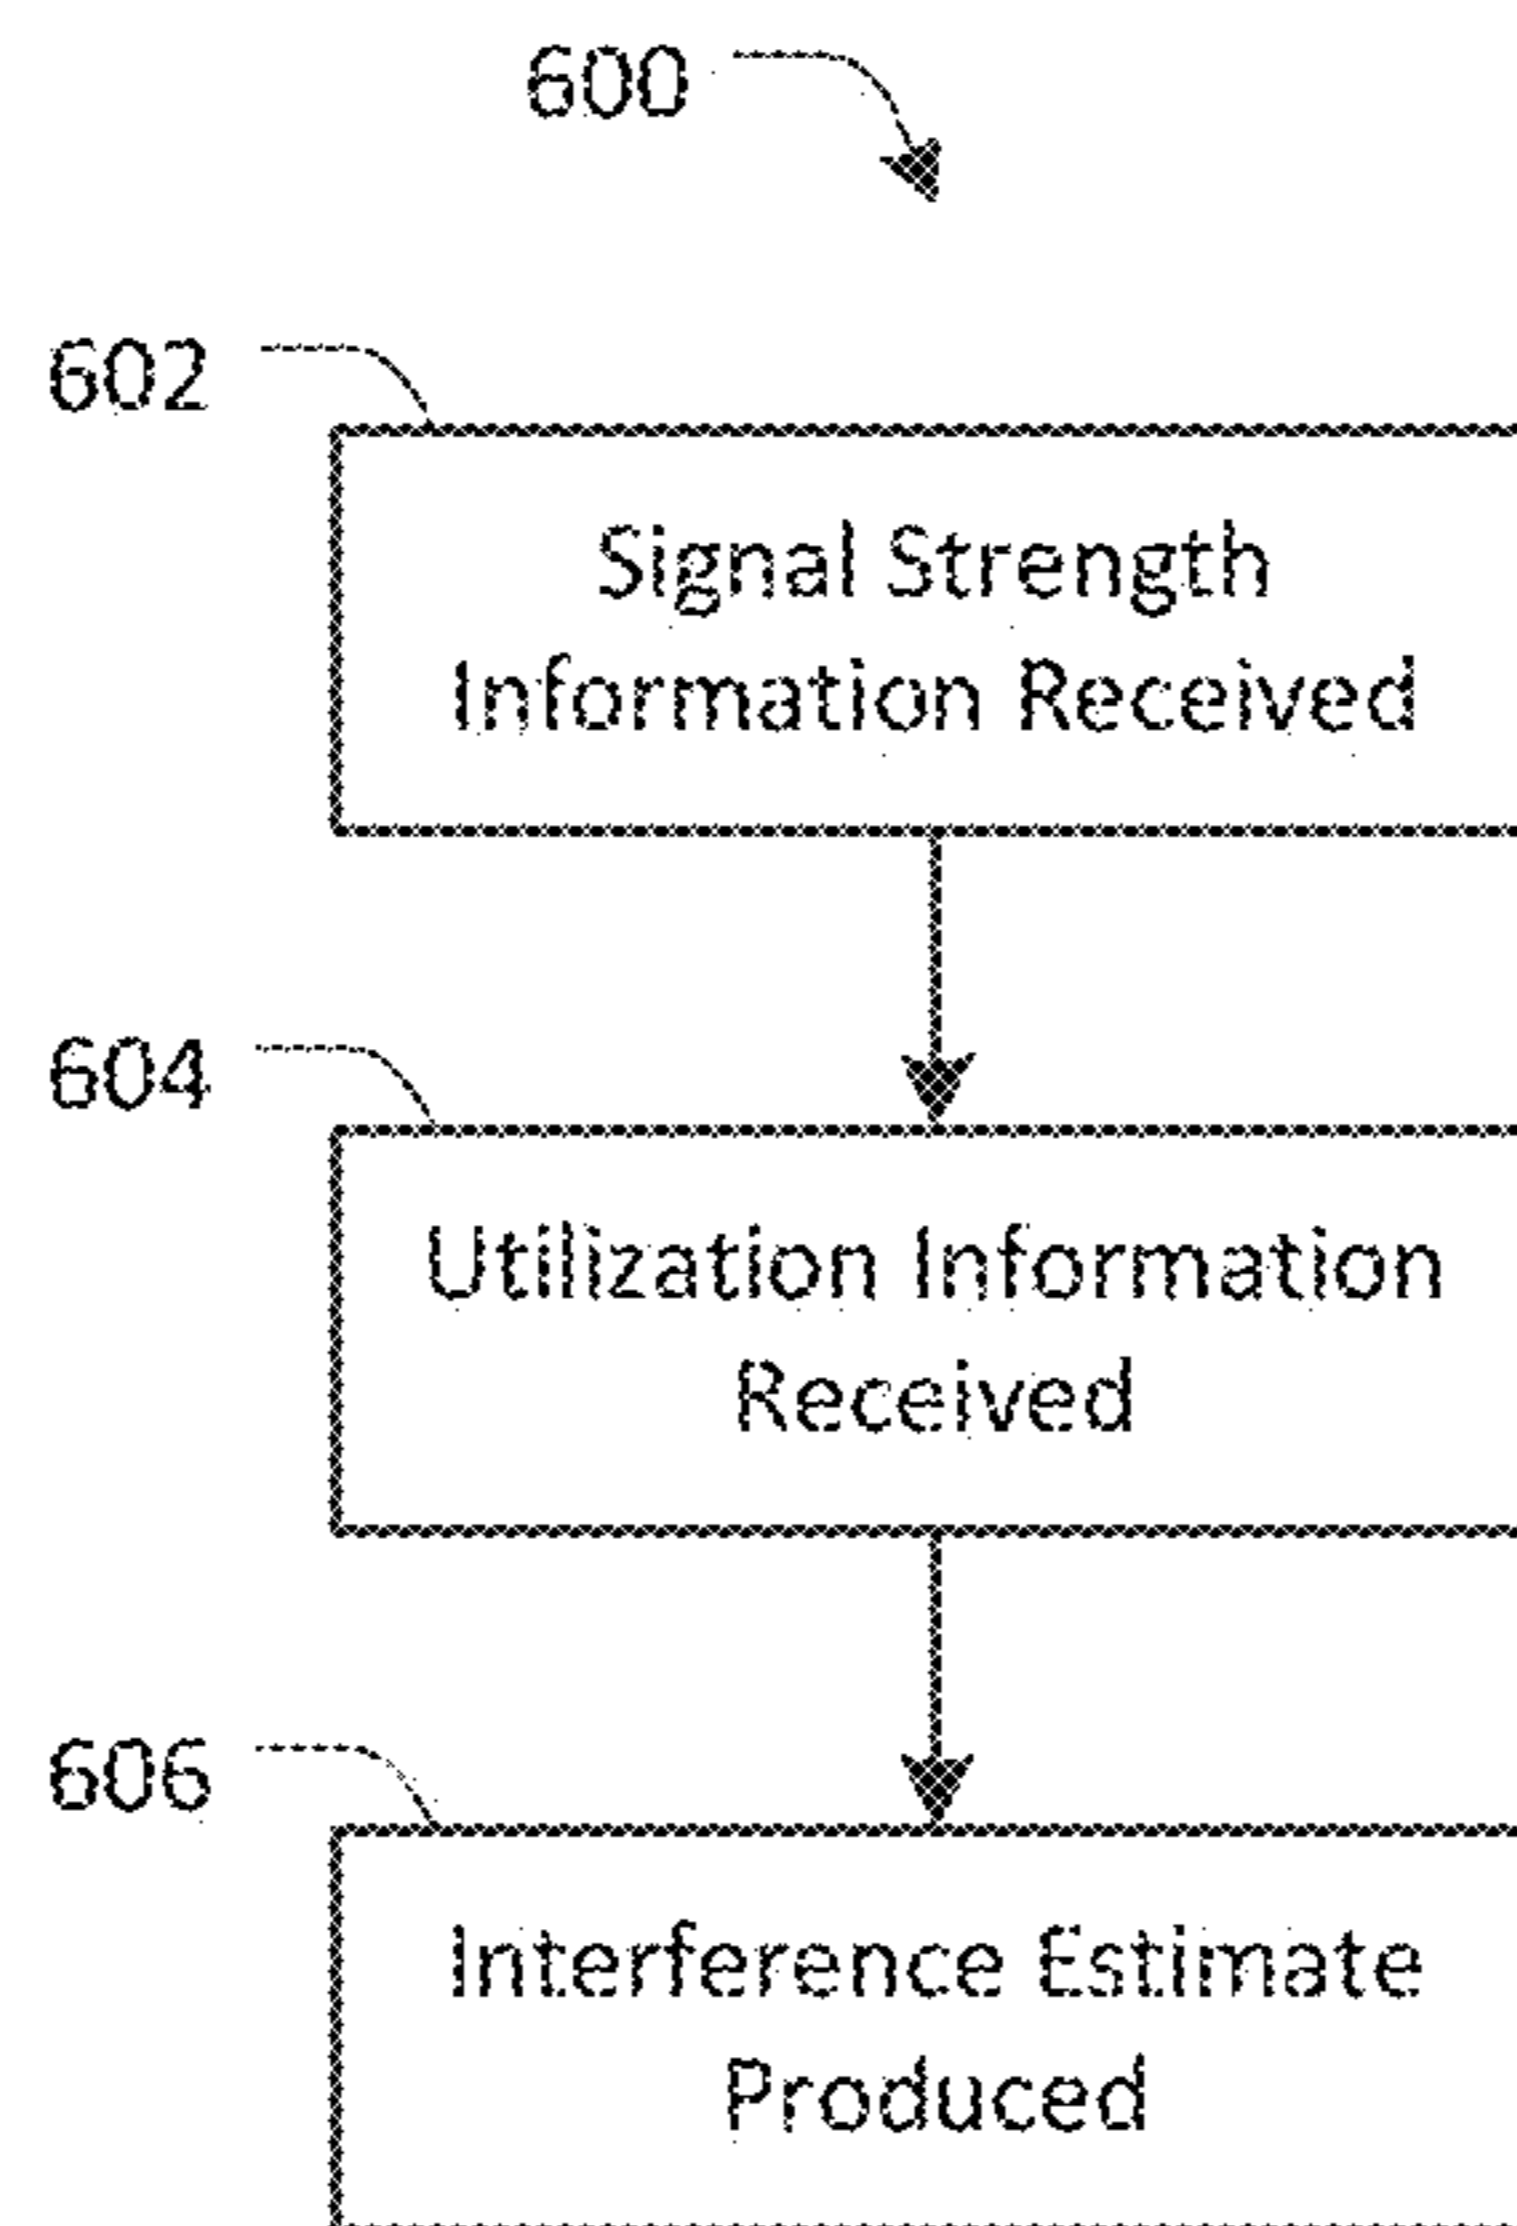 600
602
Signal Strength
Information Received
604
Utilization Information
Received
606
Interference Estimate
Produced